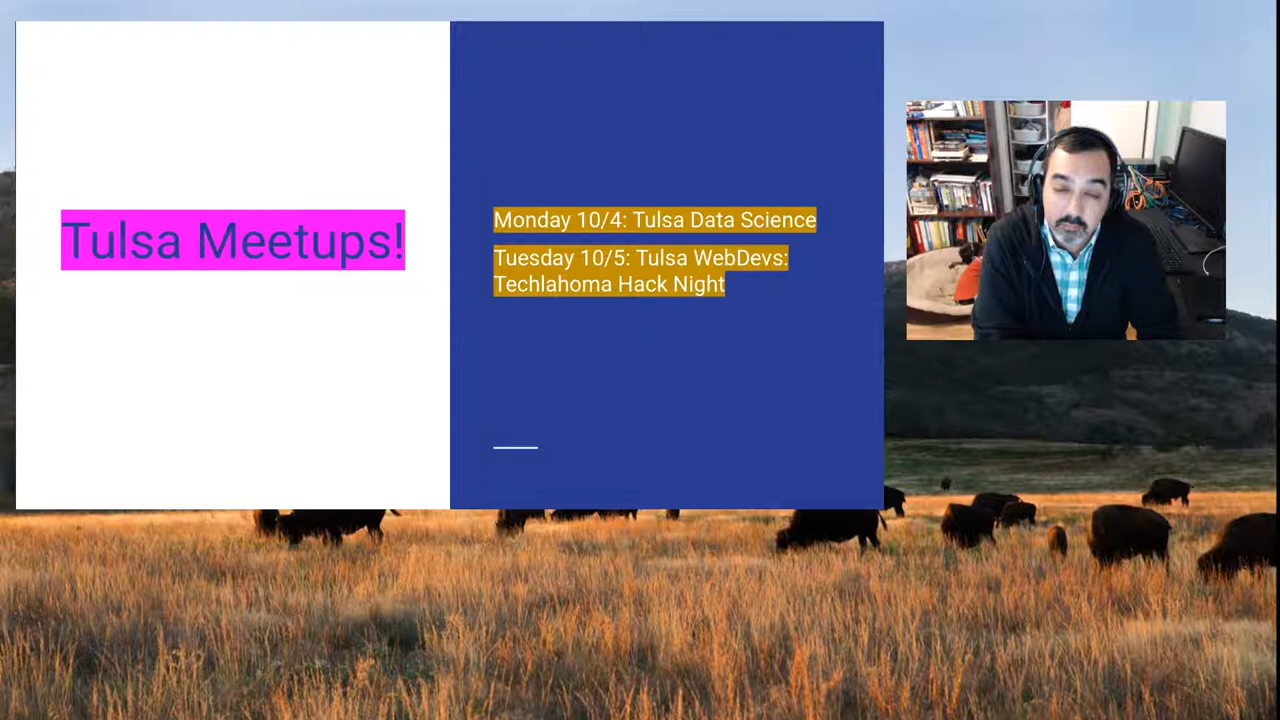 Tulsa Meetups!
Monday 10/4: Tulsa Data Science
Tuesday 10/5: Tulsa WebDevs:
Techlahoma Hack Night